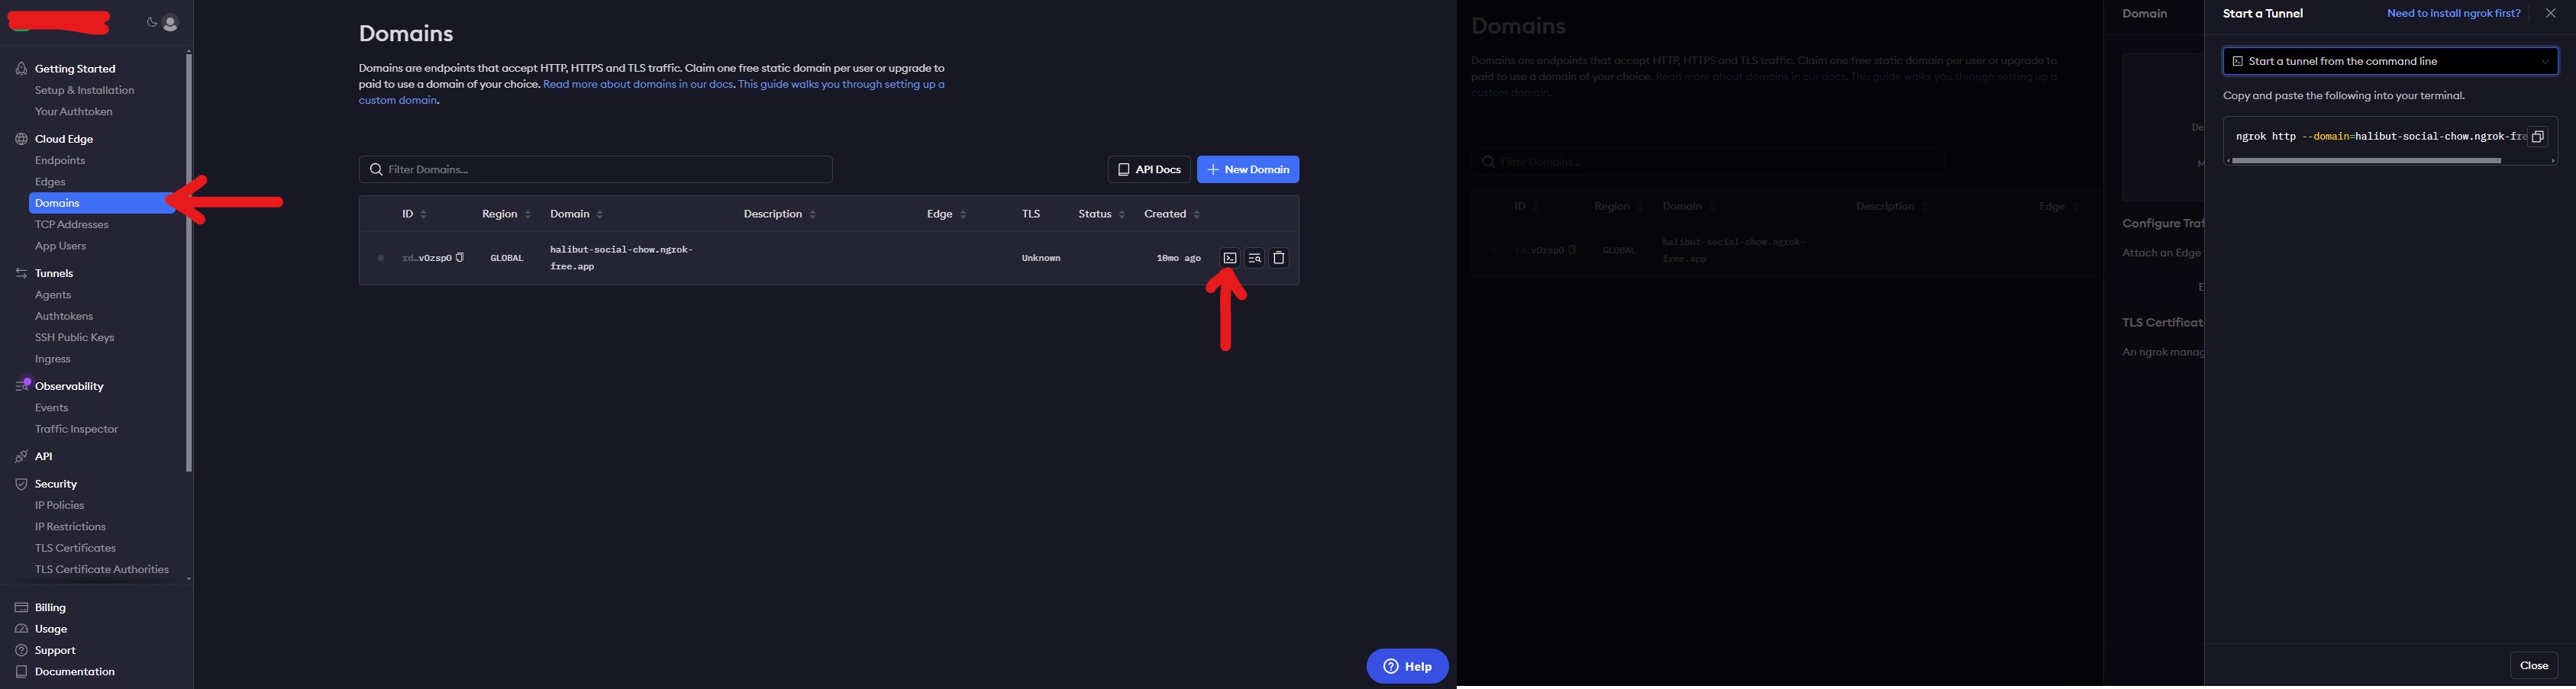 Getting Started
Setup & Installation
Your Authtoken
Cloud Edge
Endpoints
Edges
Domains
TCP Addresses
App Users
Tunnels
Agents
Authtokens
SSH Public Keys
Ingress
Observability
Events
Traffic Inspector
API
Security
IP Policies
IP Restrictions
TLS Certificates
TLS Certificate Authorities
Billing
Usage
Support
Documentation
Domains
Domains are endpoints that accept HTTP, HTTPS and TLS traffic. Claim one free static domain per user or upgrade to
paid to use a domain of your choice. Read more about domains in our docs. This guide walks you through setting up a
custom domain.
Filter Domains...
API Docs
New Domain
ID Region Domain Description Edge TLS Status Created
rd…vOzspO GLOBAL halibut-social-chow.ngrok-
free.app
Unknown 10mo ago
Help
Domains
Domains are endpoints that accept HTTP, HTTPS and TLS traffic. Claim one free static domain per user or upgrade to
paid to use a domain of your choice. Read more about domains in our docs. This guide walks you through setting up a
custom domain.
Filter Domains...
ID Region Domain Description Edge
rd…vOzspO GLOBAL halibut-social-chow.ngrok-
free.app
Domain
De
M
Configure Traf
Attach an Edge
E
TLS Certificat
An ngrok manag
Start a Tunnel
Need to install ngrok first?
Start a tunnel from the command line
Copy and paste the following into your terminal.
ngrok http --domain=halibut-social-chow.ngrok-fre
Close